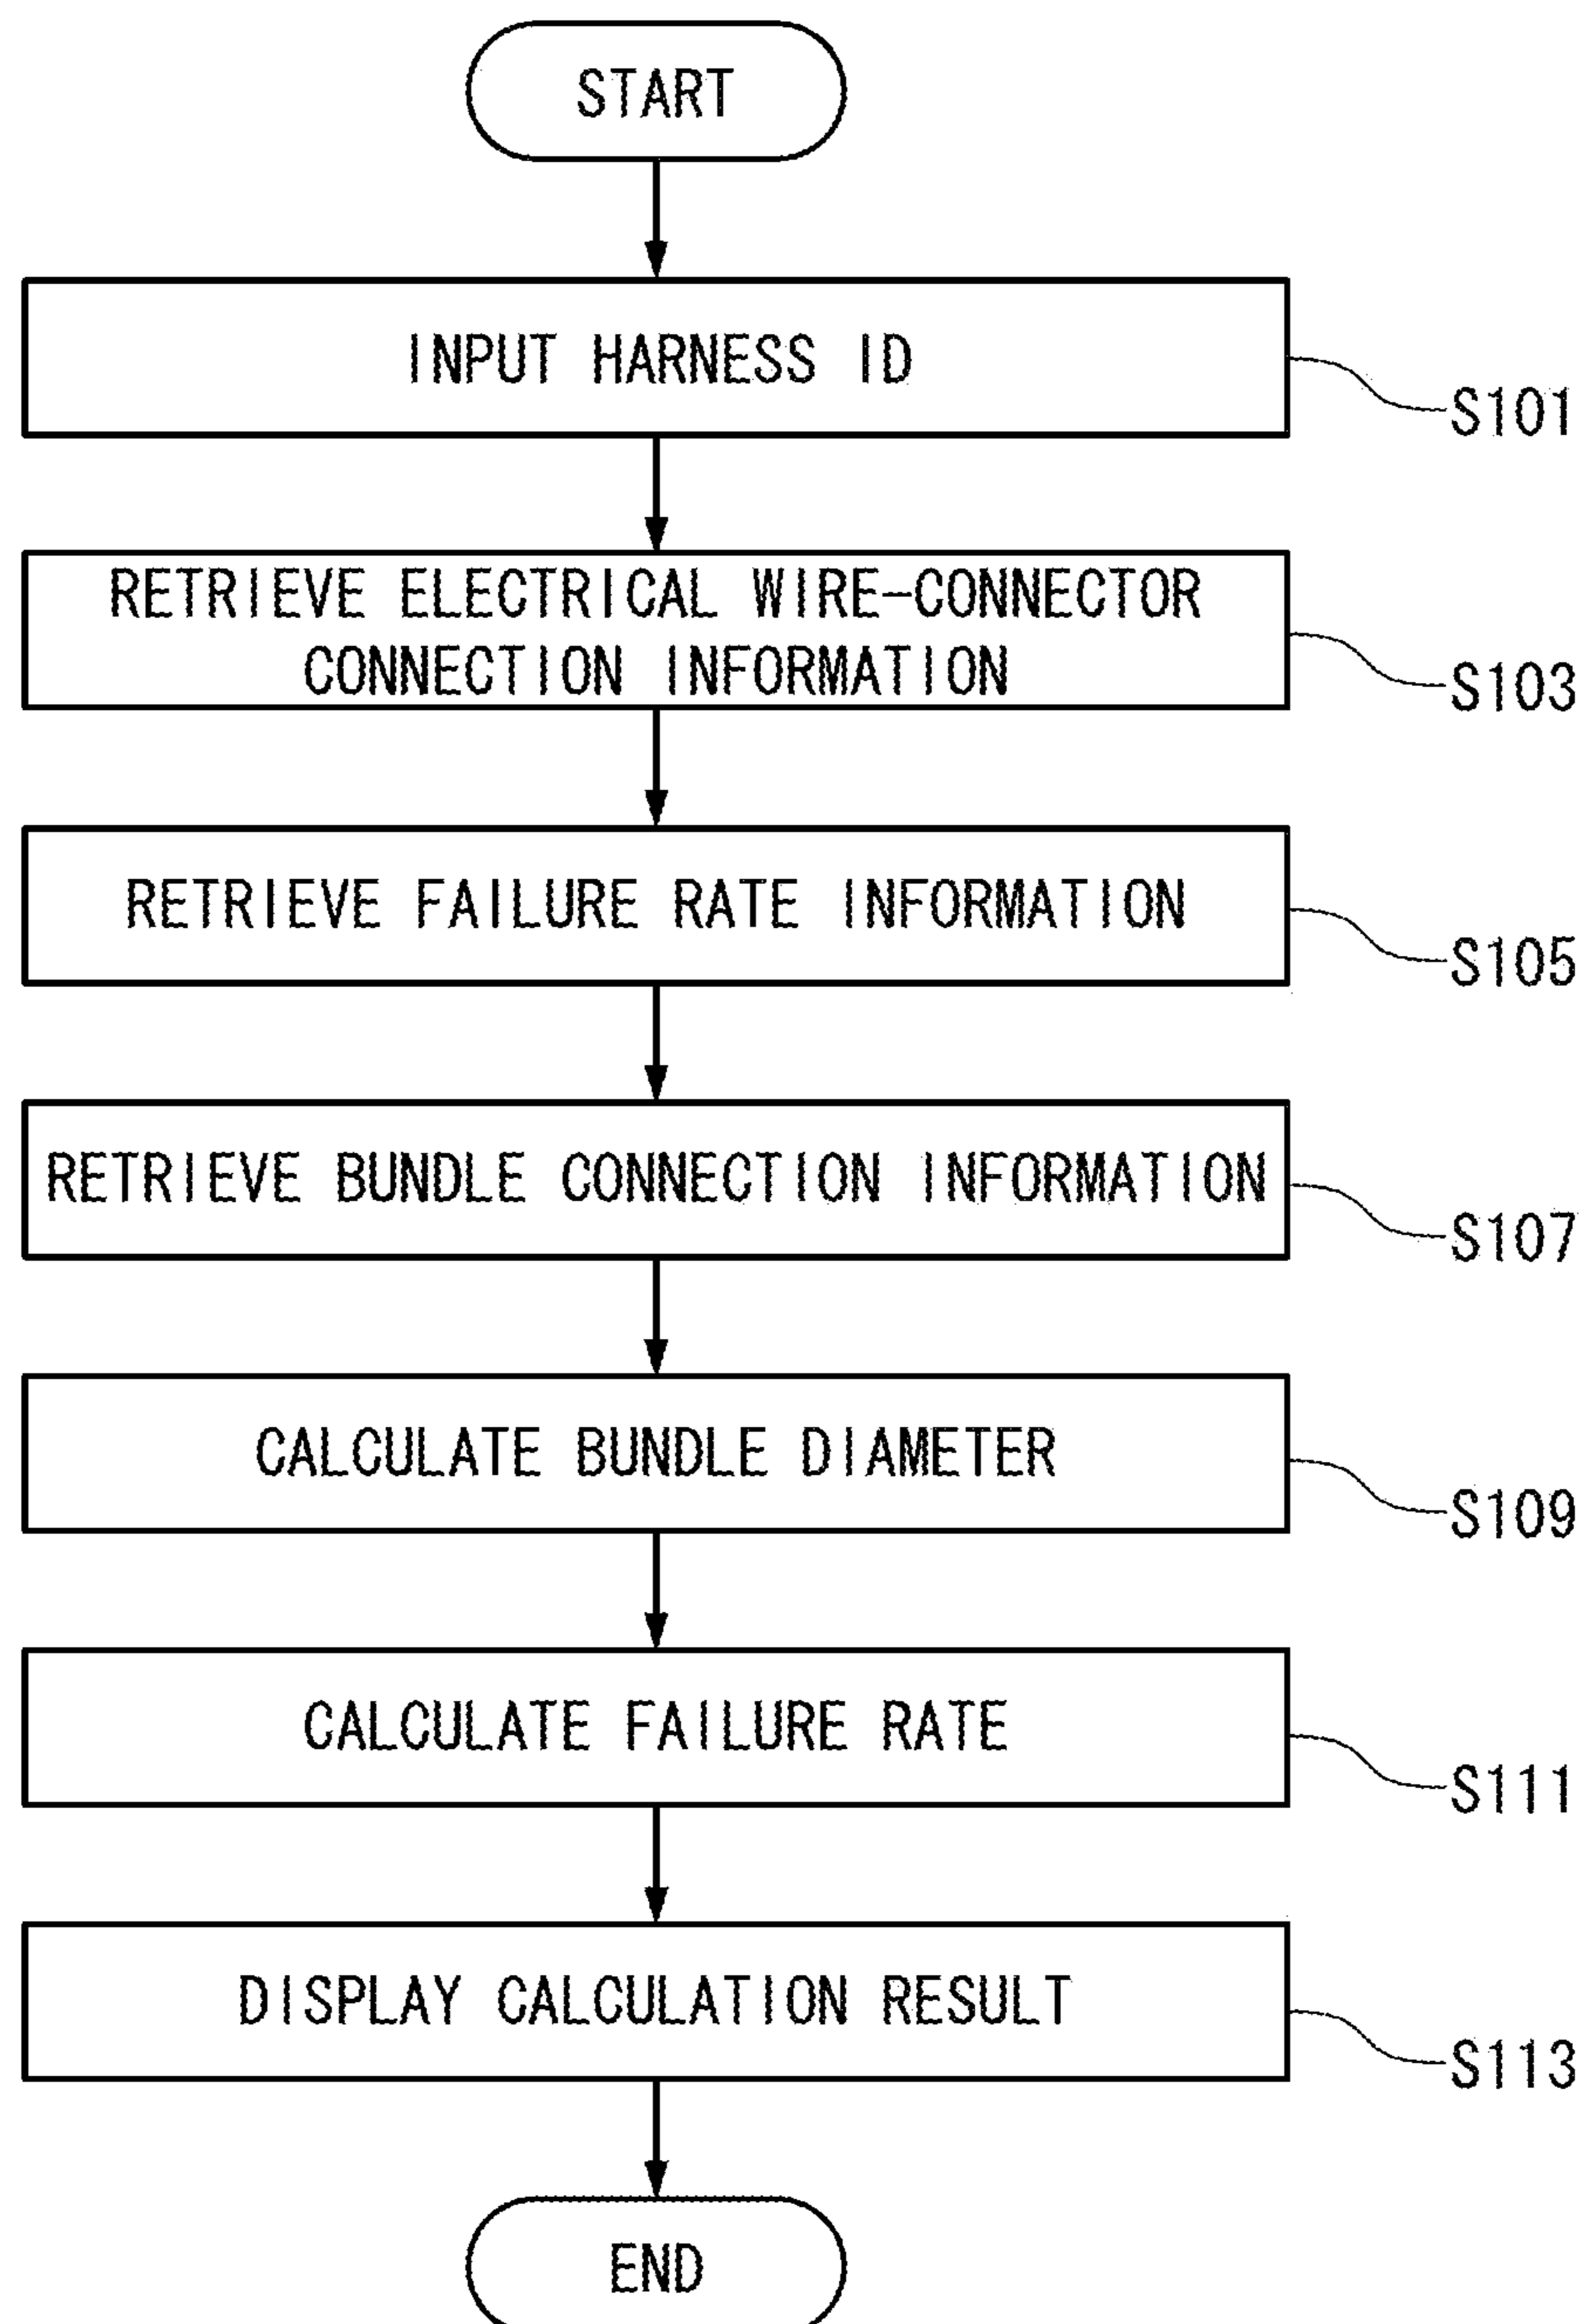 START
INPUT HARNESS ID
S101
RETRIEVE ELECTRICAL WIRE-CONNECTOR
CONNECTION INFORMATION
S103
RETRIEVE FAILURE RATE INFORMATION
S105
RETRIEVE BUNDLE CONNECTION INFORMATION
S107
CALCULATE BUNDLE DIAMETER
S109
CALCULATE FAILURE RATE
S111
DISPLAY CALCULATION RESULT
S113
END